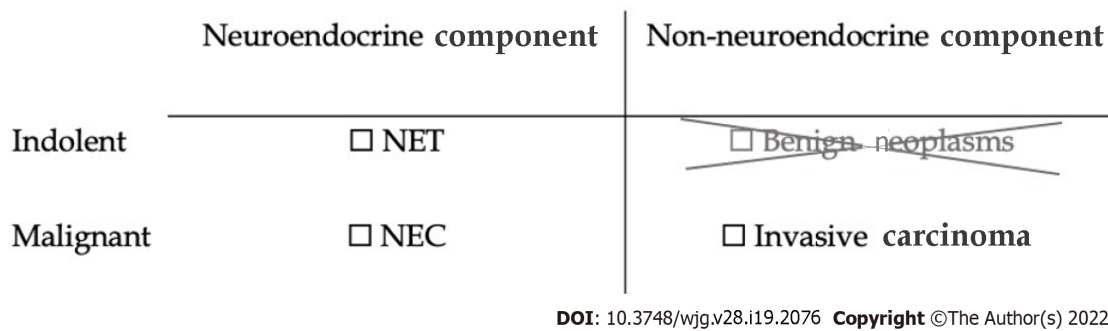 Neuroendocrine component Non-neuroendocrine component
Indolent ☐ NET ☐ Benign neoplasms
Malignant ☐ NEC ☐ Invasive carcinoma
DOI: 10.3748/wjg.v28.i19.2076 Copyright ©The Author(s) 2022